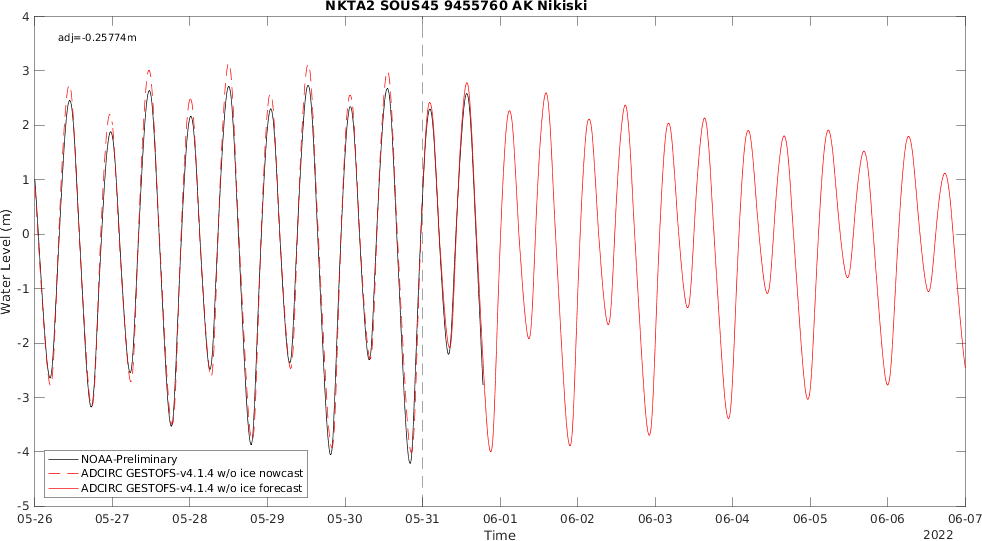 NKTA2 SOUS45 9455760 AK Nikiski
adj=-0.25774m
4
3
2
1
0
-1
-2
-3
-4
-5
Water Level (m)
NOAA-Preliminary
ADCIRC GESTOFS-v4.1.4 w/o ice nowcast
ADCIRC GESTOFS-v4.1.4 w/o ice forecast
05-26 05-27 05-28 05-29 05-30 05-31 06-01 06-02 06-03 06-04 06-05 06-06 06-07
Time
2022